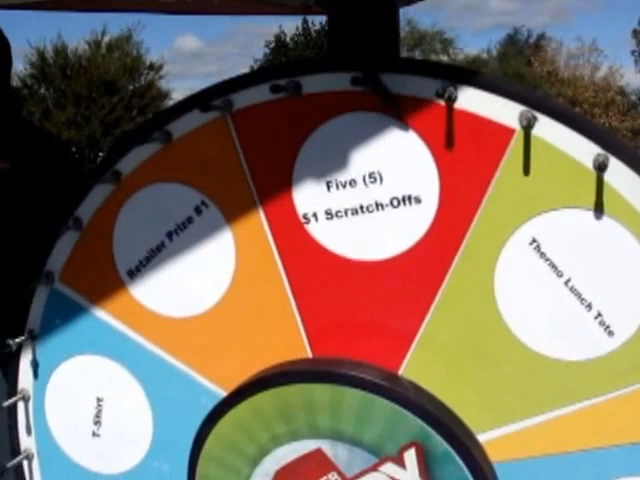 Five (5)
$1 Scratch-Offs
Retailer Prize $1
Thermo Lunch Tote
T-Shirt